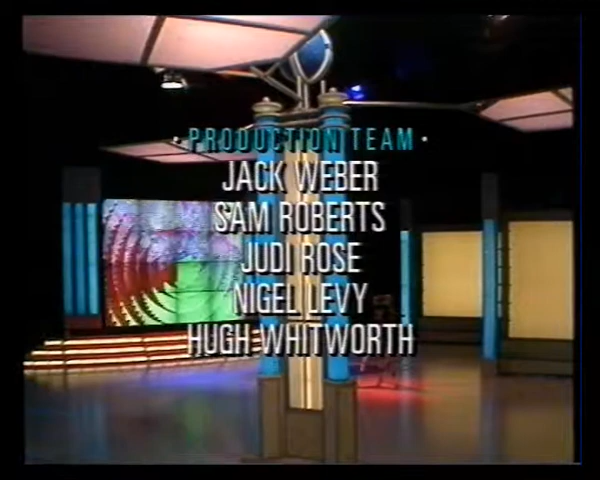 • PRODUCTION TEAM •
JACK WEBER
SAM ROBERTS
JUDI ROSE
NIGEL LEVY
HUGH WHITWORTH